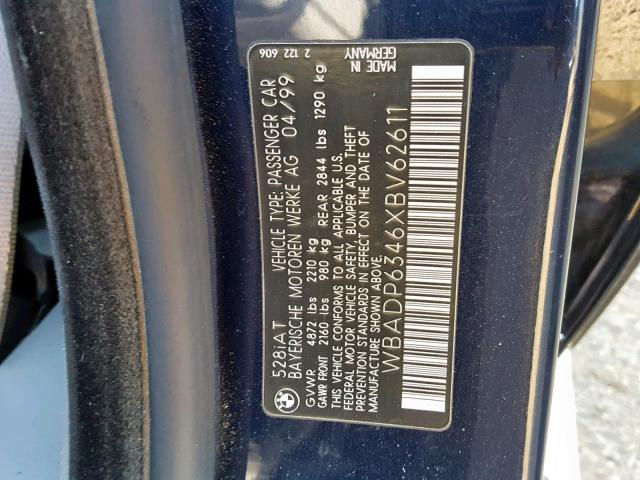 528iAT VEHICLE TYPE: PASSENGER CAR 2 122 606
BAYERISCHE MOTOREN WERKE AG 04/99
GVWR 4872 lbs 2210 kg
GAWR FRONT 2160 lbs 980 kg REAR 2844 lbs 1290 kg
THIS VEHICLE CONFORMS TO ALL APPLICABLE U.S.
FEDERAL MOTOR VEHICLE SAFETY, BUMPER AND THEFT
PREVENTION STANDARDS IN EFFECT ON THE DATE OF
MANUFACTURE SHOWN ABOVE.
MADE IN
GERMANY
WBADP6346XBV62611